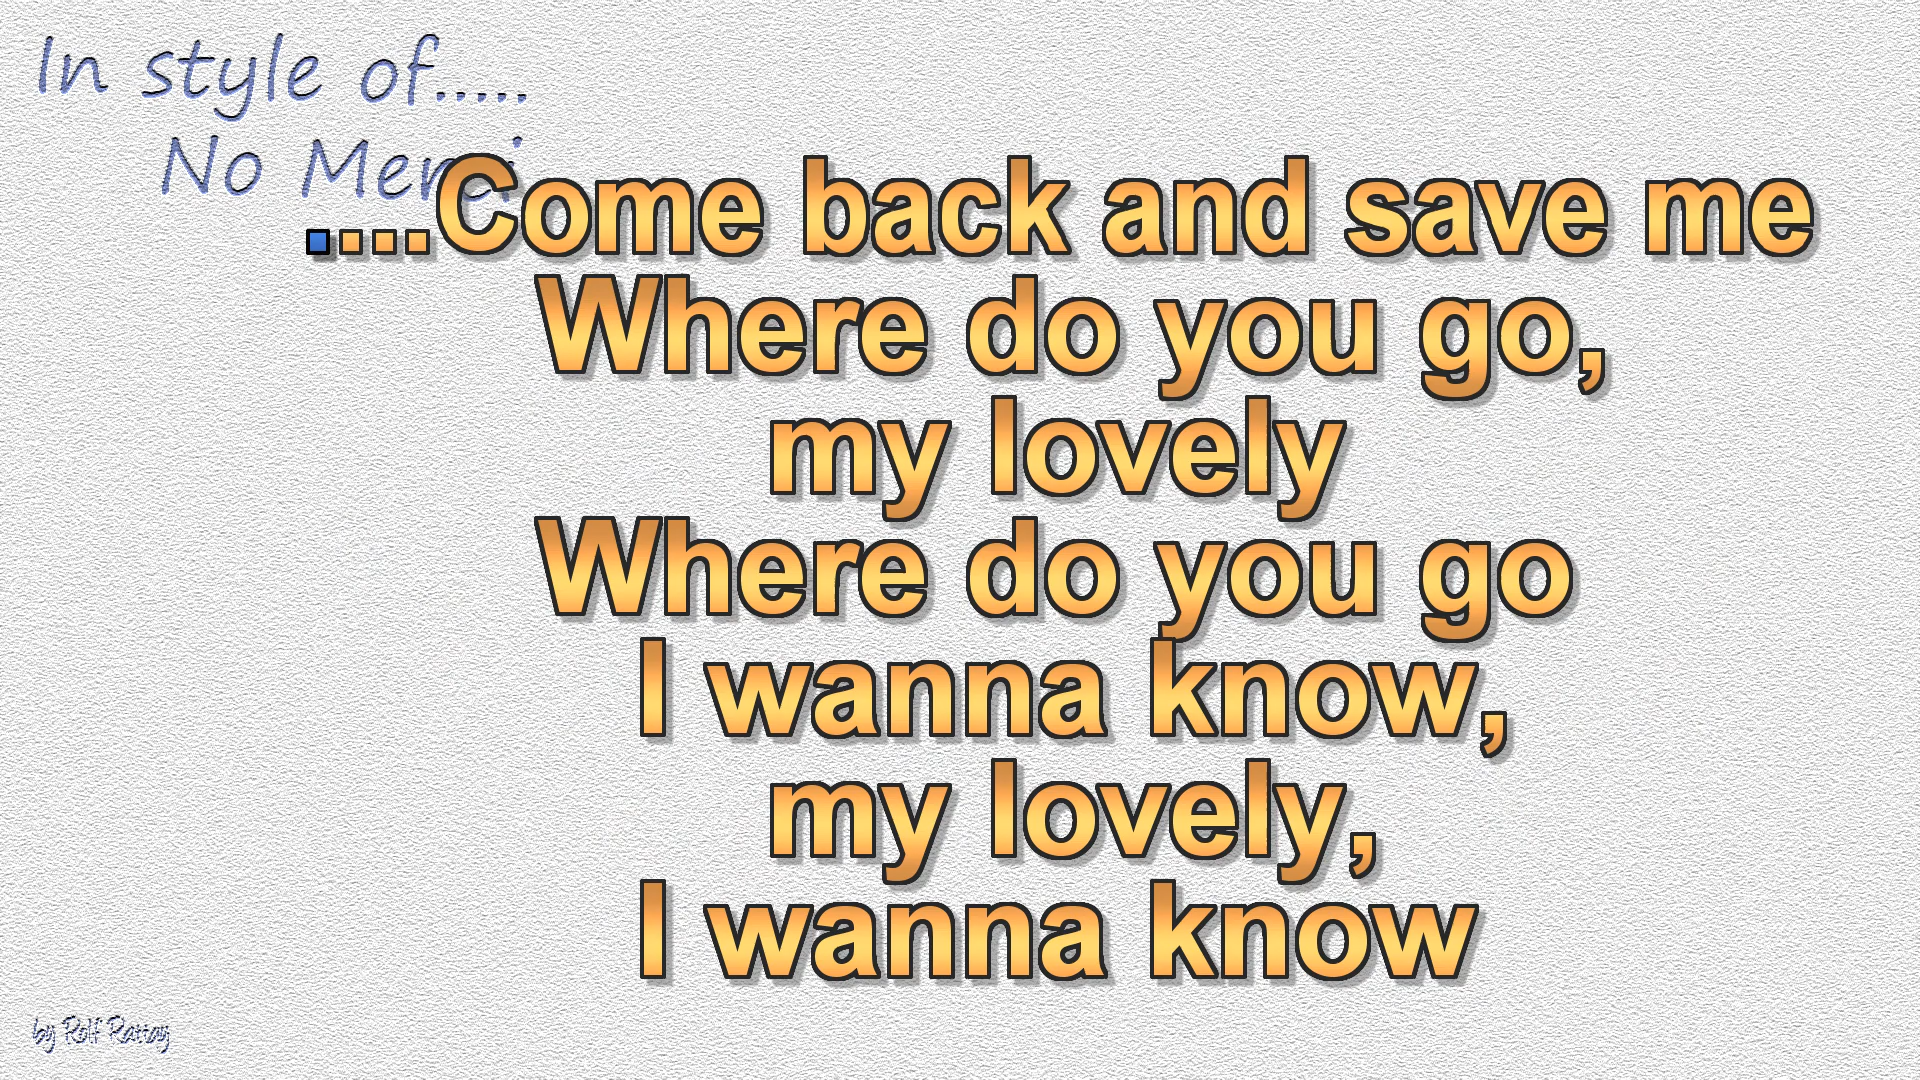 In style of.....
No Merci
....Come back and save me
Where do you go,
my lovely
Where do you go
I wanna know,
my lovely,
I wanna know
by Rolf Rattay